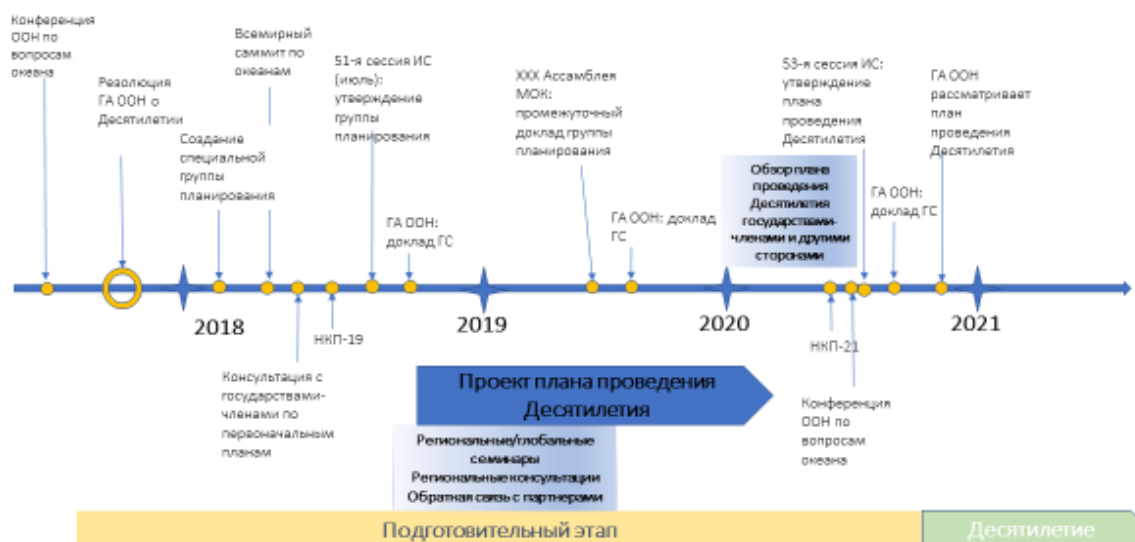 Конференция
ООН по
вопросам
океана
Резолюция
ГА ООН о
Десятилетии
Создание
специальной
группы
планирования
Всемирный
саммит по
океанам
51-я сессия ИС
(июль):
утверждение
группы
планирования
ГА ООН:
доклад ГС
XXX Ассамблея
МОК:
промежуточный
доклад группы
планирования
ГА ООН: доклад
ГС
53-я сессия ИС:
утверждение
плана
проведения
Десятилетия
Обзор плана
проведения
Десятилетия
государствами-
членами и другими
сторонами
ГА ООН
рассматривает
план
проведения
Десятилетия
ГА ООН:
доклад ГС
2018
2019
2020
2021
НКП-19
НКП-21
Консультация с
государствами-
членами по
первоначальным
планам
Проект плана проведения
Десятилетия
Конференция
ООН по
вопросам
океана
Региональные/глобальные
семинары
Региональные консультации
Обратная связь с партнерами
Подготовительный этап
Десятилетие